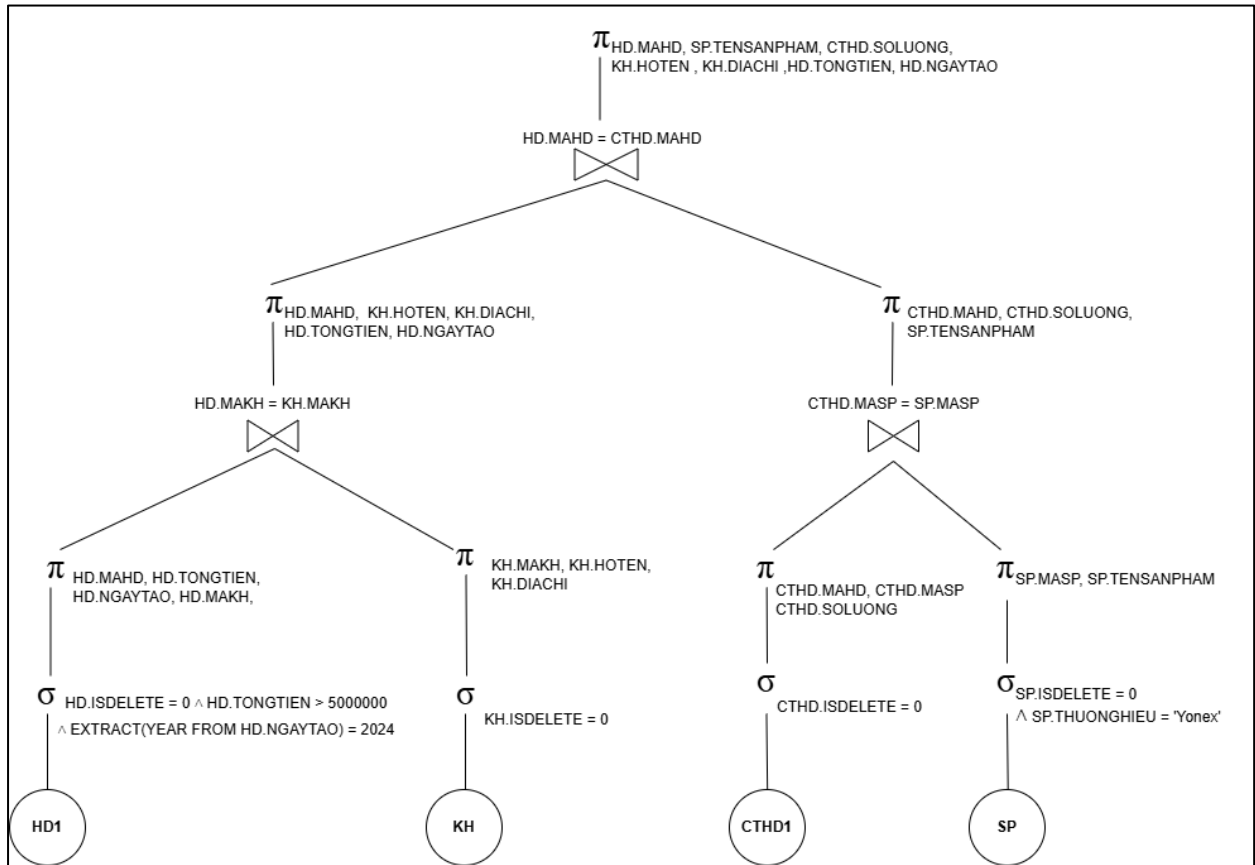 π HD.MAHD, SP.TENSANPHAM, CTHD.SOLUONG,
KH.HOTEN , KH.DIACHI ,HD.TONGTIEN, HD.NGAYTAO
HD.MAHD = CTHD.MAHD
π HD.MAHD, KH.HOTEN, KH.DIACHI,
HD.TONGTIEN, HD.NGAYTAO
π CTHD.MAHD, CTHD.SOLUONG,
SP.TENSANPHAM
HD.MAKH = KH.MAKH
CTHD.MASP = SP.MASP
π HD.MAHD, HD.TONGTIEN,
HD.NGAYTAO, HD.MAKH,
π KH.MAKH, KH.HOTEN,
KH.DIACHI
π CTHD.MAHD, CTHD.MASP
CTHD.SOLUONG
π SP.MASP, SP.TENSANPHAM
σ HD.ISDELETE = 0 ∧ HD.TONGTIEN > 5000000
∧ EXTRACT(YEAR FROM HD.NGAYTAO) = 2024
σ KH.ISDELETE = 0
σ CTHD.ISDELETE = 0
σ SP.ISDELETE = 0
∧ SP.THUONGHIEU = 'Yonex'
HD1
KH
CTHD1
SP